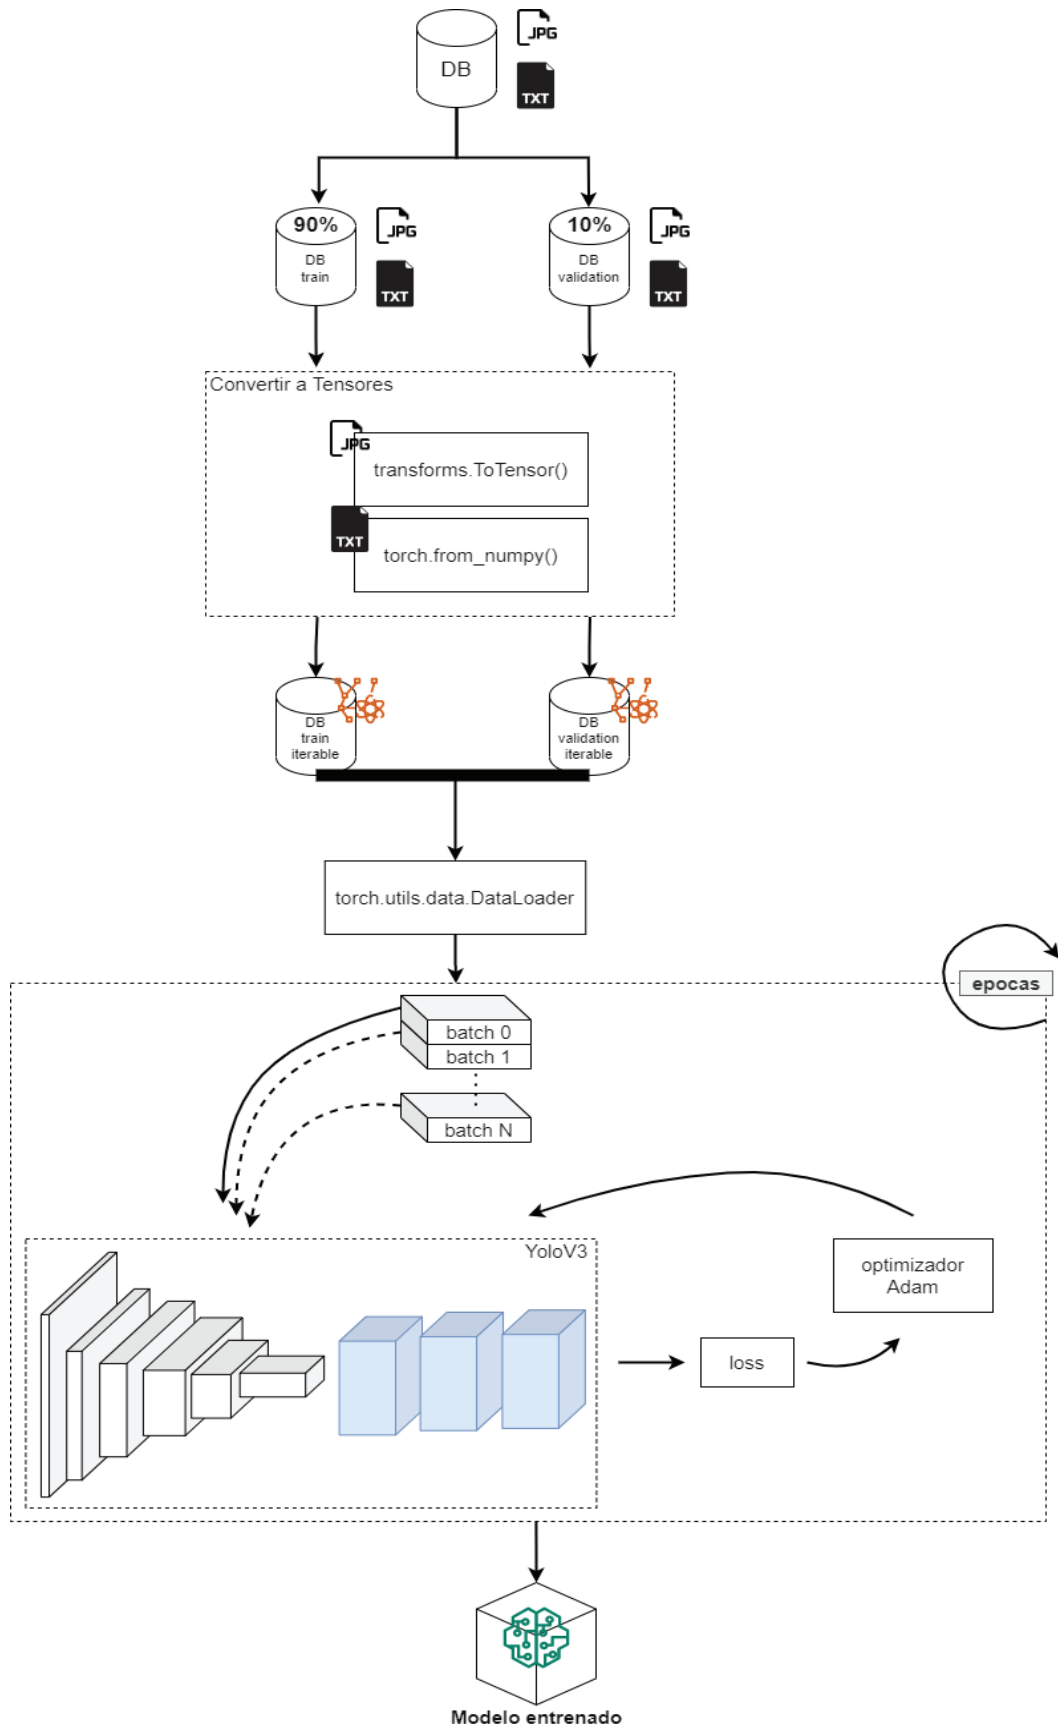 JPG
DB
TXT
90%
DB
train
JPG
TXT
10%
DB
validation
JPG
TXT
Convertir a Tensores
JPG
transforms.ToTensor()
TXT
torch.from_numpy()
DB
train
iterable
DB
validation
iterable
torch.utils.data.DataLoader
epocas
batch 0
batch 1
batch N
YoloV3
optimizador
Adam
loss
Modelo entrenado